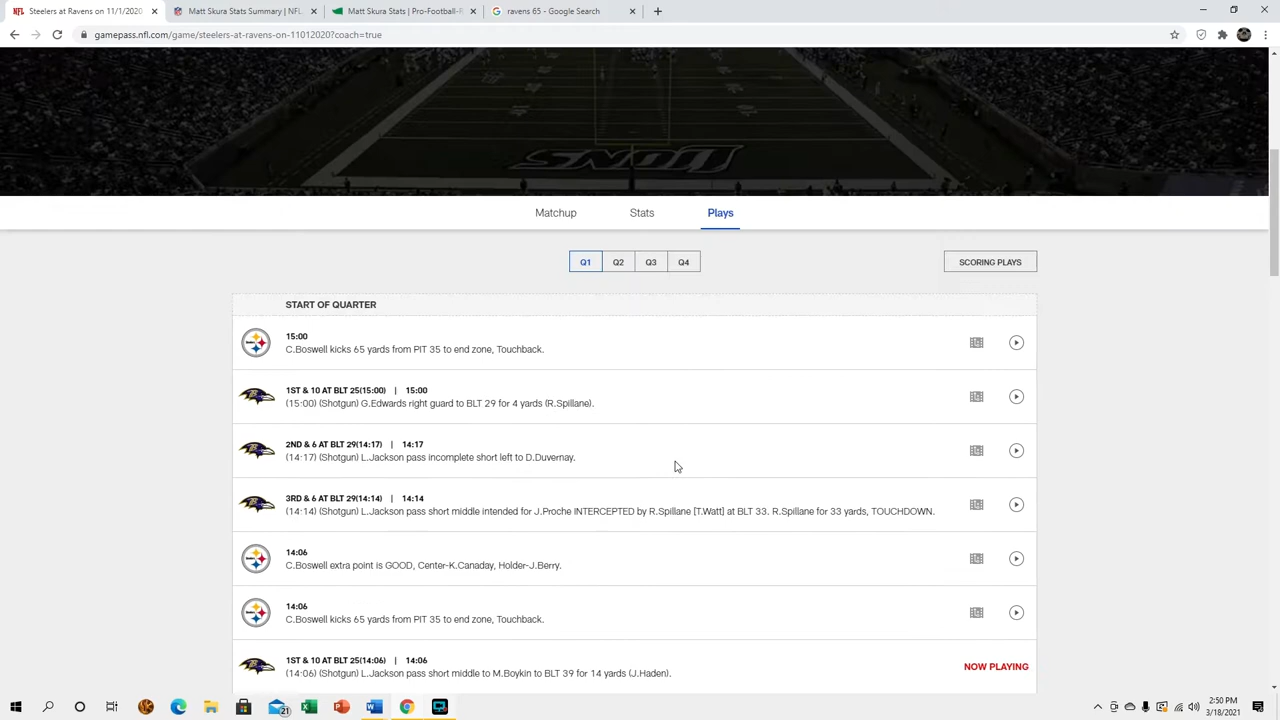 Steelers at Ravens on 11/1/2020
Matt Skura Stats Summary | NFL
Matt Skura Stats | Pro-Football-R
ravens 65 - Google Search
gamepass.nfl.com/game/steelers-at-ravens-on-11012020?coach=true
Matchup
Stats
Plays
Q1
Q2
Q3
Q4
SCORING PLAYS
START OF QUARTER
15:00
C.Boswell kicks 65 yards from PIT 35 to end zone, Touchback.
1ST & 10 AT BLT 25(15:00) | 15:00
(15:00) (Shotgun) G.Edwards right guard to BLT 29 for 4 yards (R.Spillane).
2ND & 6 AT BLT 29(14:17) | 14:17
(14:17) (Shotgun) L.Jackson pass incomplete short left to D.Duvernay.
3RD & 6 AT BLT 29(14:14) | 14:14
(14:14) (Shotgun) L.Jackson pass short middle intended for J.Proche INTERCEPTED by R.Spillane [T.Watt] at BLT 33. R.Spillane for 33 yards, TOUCHDOWN.
14:06
C.Boswell extra point is GOOD, Center-K.Canaday, Holder-J.Berry.
14:06
C.Boswell kicks 65 yards from PIT 35 to end zone, Touchback.
1ST & 10 AT BLT 25(14:06) | 14:06
(14:06) (Shotgun) L.Jackson pass short middle to M.Boykin to BLT 39 for 14 yards (J.Haden).
NOW PLAYING
21
2:50 PM
3/18/2021